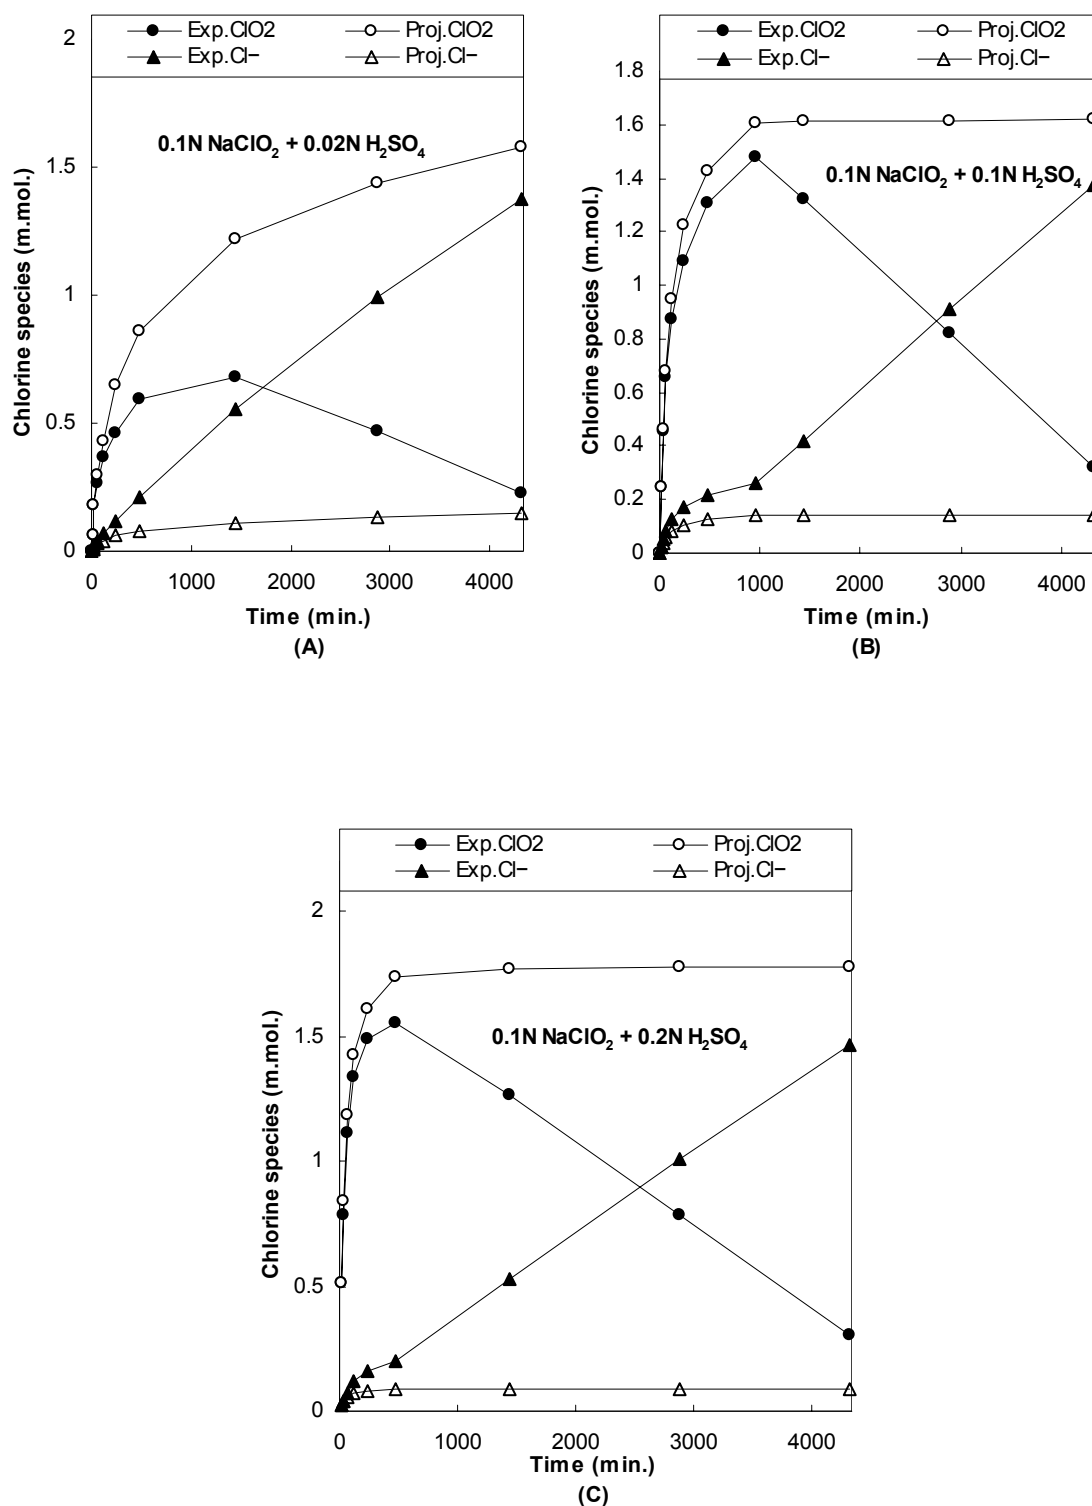 Exp.ClO2 Proj.ClO2
Exp.Cl− Proj.Cl−
0.1N NaClO₂ + 0.02N H₂SO₄
Chlorine species (m.mol.)
2
1.5
1
0.5
0
0 1000 2000 3000 4000
Time (min.)
(A)
Exp.ClO2 Proj.ClO2
Exp.Cl− Proj.Cl−
0.1N NaClO₂ + 0.1N H₂SO₄
Chlorine species (m.mol.)
1.8
1.6
1.4
1.2
1
0.8
0.6
0.4
0.2
0
0 1000 2000 3000 4000
Time (min.)
(B)
Exp.ClO2 Proj.ClO2
Exp.Cl− Proj.Cl−
0.1N NaClO₂ + 0.2N H₂SO₄
Chlorine species (m.mol.)
2
1.5
1
0.5
0
0 1000 2000 3000 4000
Time (min.)
(C)